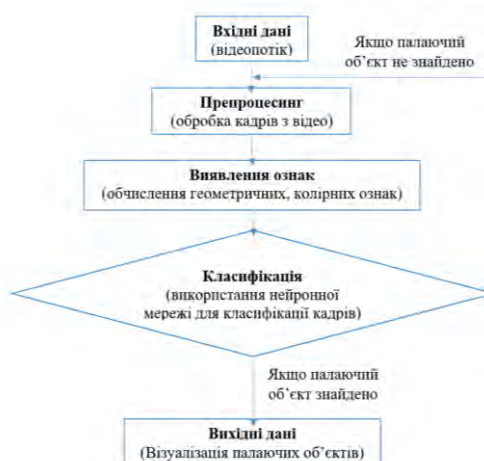 Вхідні дані
(відеопотік)
Якщо палаючий
об’єкт не знайдено
Препроцесинг
(обробка кадрів з відео)
Виявлення ознак
(обчислення геометричних, колірних ознак)
Класифікація
(використання нейронної
мережі для класифікації кадрів)
Якщо палаючий
об’єкт знайдено
Вихідні дані
(Візуалізація палаючих об’єктів)